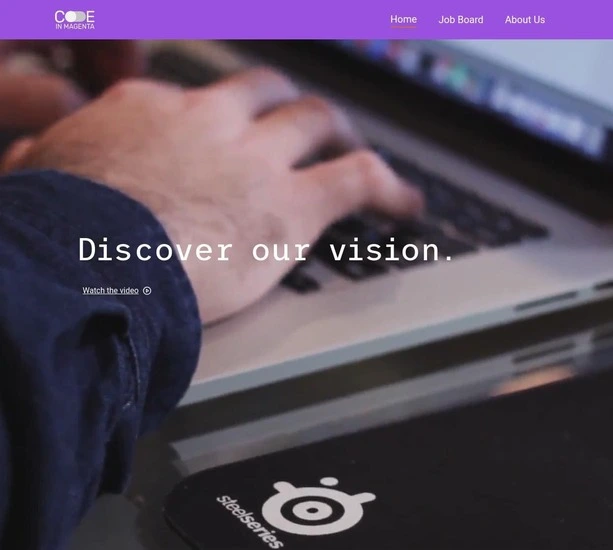 CODE
IN MAGENTA
Home
Job Board
About Us
Discover our vision.
Watch the video
steelseries